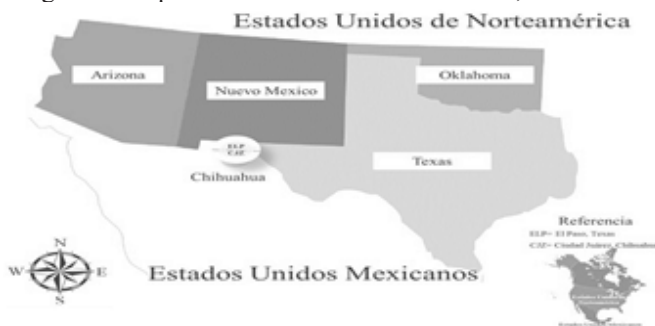 Estados Unidos de Norteamérica
Arizona
Nuevo Mexico
Oklahoma
ELP
CJZ
Texas
Chihuahua
Referencia
ELP= El Paso, Texas
CJZ= Ciudad Juárez, Chihuahua
N
W E
S
Estados Unidos Mexicanos